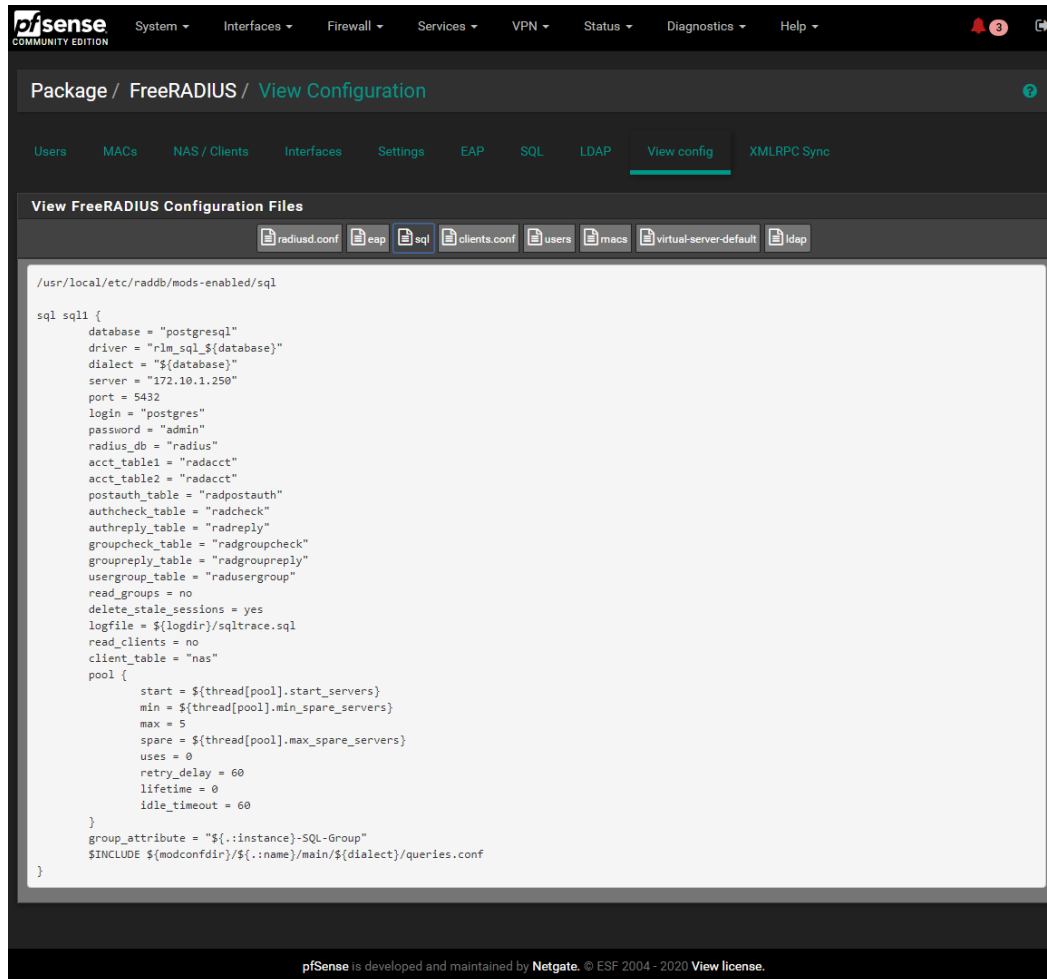 pfsense COMMUNITY EDITION System Interfaces Firewall Services VPN Status Diagnostics Help 3
Package / FreeRADIUS / View Configuration ?
Users MACs NAS / Clients Interfaces Settings EAP SQL LDAP View config XMLRPC Sync
View FreeRADIUS Configuration Files
radiusd.conf eap sql clients.conf users macs virtual-server-default ldap
/usr/local/etc/raddb/mods-enabled/sql
sql sql1 {
database = "postgresql"
driver = "rlm_sql_${database}"
dialect = "${database}"
server = "172.10.1.250"
port = 5432
login = "postgres"
password = "admin"
radius_db = "radius"
acct_table1 = "radacct"
acct_table2 = "radacct"
postauth_table = "radpostauth"
authcheck_table = "radcheck"
authreply_table = "radreply"
groupcheck_table = "radgroupcheck"
groupreply_table = "radgroupreply"
usergroup_table = "radusergroup"
read_groups = no
delete_stale_sessions = yes
logfile = ${logdir}/sqltrace.sql
read_clients = no
client_table = "nas"
pool {
start = ${thread[pool].start_servers}
min = ${thread[pool].min_spare_servers}
max = 5
spare = ${thread[pool].max_spare_servers}
uses = 0
retry_delay = 60
lifetime = 0
idle_timeout = 60
}
group_attribute = "${.:instance}-SQL-Group"
$INCLUDE ${modconfdir}/${.:name}/main/${dialect}/queries.conf
}
pfSense is developed and maintained by Netgate. © ESF 2004 - 2020 View license.